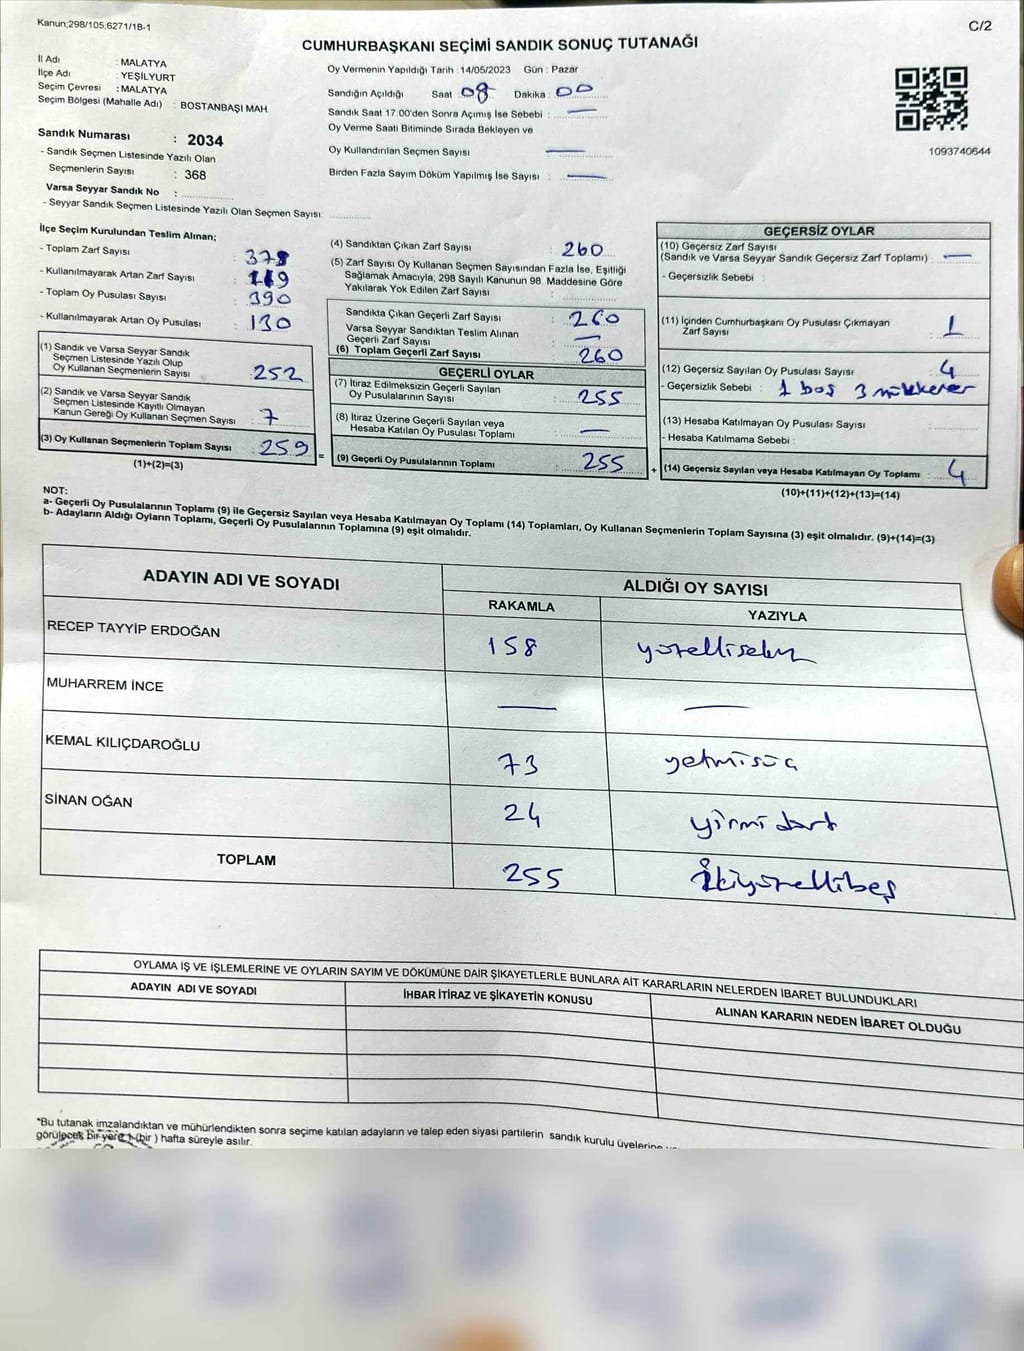 Kanun;298/105,6271/18-1
C/2
CUMHURBAŞKANI SEÇİMİ SANDIK SONUÇ TUTANAĞI
İl Adı : MALATYA
İlçe Adı : YEŞİLYURT
Seçim Çevresi : MALATYA
Seçim Bölgesi (Mahalle Adı) : BOSTANBAŞI MAH.
Sandık Numarası : 2034
- Sandık Seçmen Listesinde Yazılı Olan
Seçmenlerin Sayısı : 368
Varsa Seyyar Sandık No :
- Seyyar Sandık Seçmen Listesinde Yazılı Olan Seçmen Sayısı:
Oy Vermenin Yapıldığı Tarih : 14/05/2023 Gün : Pazar
Sandığın Açıldığı Saat : 08 Dakika : 00
Sandık Saat 17.00'den Sonra Açımış İse Sebebi : —
Oy Verme Saati Bitiminde Sırada Bekleyen ve
Oy Kullandırılan Seçmen Sayısı —
Birden Fazla Sayım Döküm Yapılmış İse Sayısı : —
1093740644
İlçe Seçim Kurulundan Teslim Alınan;
- Toplam Zarf Sayısı : 378
- Kullanılmayarak Artan Zarf Sayısı : 119
- Toplam Oy Pusulası Sayısı : 390
- Kullanılmayarak Artan Oy Pusulası : 130
(1) Sandık ve Varsa Seyyar Sandık
Seçmen Listesinde Yazılı Olup
Oy Kullanan Seçmenlerin Sayısı : 252
(2) Sandık ve Varsa Seyyar Sandık
Seçmen Listesinde Kayıtlı Olmayan
Kanun Gereği Oy Kullanan Seçmen Sayısı : 7
(3) Oy Kullanan Seçmenlerin Toplam Sayısı : 259
(1)+(2)=(3)
(4) Sandıktan Çıkan Zarf Sayısı : 260
(5) Zarf Sayısı Oy Kullanan Seçmen Sayısından Fazla İse, Eşitliği
Sağlamak Amacıyla, 298 Sayılı Kanunun 98. Maddesine Göre
Yakılarak Yok Edilen Zarf Sayısı :
Sandıkta Çıkan Geçerli Zarf Sayısı : 260
Varsa Seyyar Sandıktan Teslim Alınan
Geçerli Zarf Sayısı : —
(6) Toplam Geçerli Zarf Sayısı : 260
GEÇERLİ OYLAR
(7) İtiraz Edilmeksizin Geçerli Sayılan
Oy Pusulalarının Sayısı : 255
(8) İtiraz Üzerine Geçerli Sayılan veya
Hesaba Katılan Oy Pusulası Toplamı : —
= (9) Geçerli Oy Pusulalarının Toplamı : 255
GEÇERSİZ OYLAR
(10) Geçersiz Zarf Sayısı
(Sandık ve Varsa Seyyar Sandık Geçersiz Zarf Toplamı) : —
- Geçersizlik Sebebi :
(11) İçinden Cumhurbaşkanı Oy Pusulası Çıkmayan
Zarf Sayısı : 1
(12) Geçersiz Sayılan Oy Pusulası Sayısı : 4
- Geçersizlik Sebebi : 1 boş 3 mükkerer
(13) Hesaba Katılmayan Oy Pusulası Sayısı :
- Hesaba Katılmama Sebebi :
+ (14) Geçersiz Sayılan veya Hesaba Katılmayan Oy Toplamı : 4
(10)+(11)+(12)+(13)=(14)
NOT:
a- Geçerli Oy Pusulalarının Toplamı (9) ile Geçersiz Sayılan veya Hesaba Katılmayan Oy Toplamı (14) Toplamları, Oy Kullanan Seçmenlerin Toplam Sayısına (3) eşit olmalıdır. (9)+(14)=(3)
b- Adayların Aldığı Oyların Toplamı, Geçerli Oy Pusulalarının Toplamına (9) eşit olmalıdır.
ADAYIN ADI VE SOYADI
ALDIĞI OY SAYISI
RAKAMLA YAZIYLA
RECEP TAYYİP ERDOĞAN 158 yüzellisekiz
MUHARREM İNCE — —
KEMAL KILIÇDAROĞLU 73 yetmisüç
SİNAN OĞAN 24 yirmi dört
TOPLAM 255 İkiyüzellibeş
OYLAMA İŞ VE İŞLEMLERİNE VE OYLARIN SAYIM VE DÖKÜMÜNE DAİR ŞİKAYETLERLE BUNLARA AİT KARARLARIN NELERDEN İBARET BULUNDUKLARI
ADAYIN ADI VE SOYADI İHBAR İTİRAZ VE ŞİKAYETİN KONUSU ALINAN KARARIN NEDEN İBARET OLDUĞU
*Bu tutanak imzalandıktan ve mühürlendikten sonra seçime katılan adayların ve talep eden siyasi partilerin sandık kurulu üyelerine
görülecek bir yere 1 (bir ) hafta süreyle asılır.